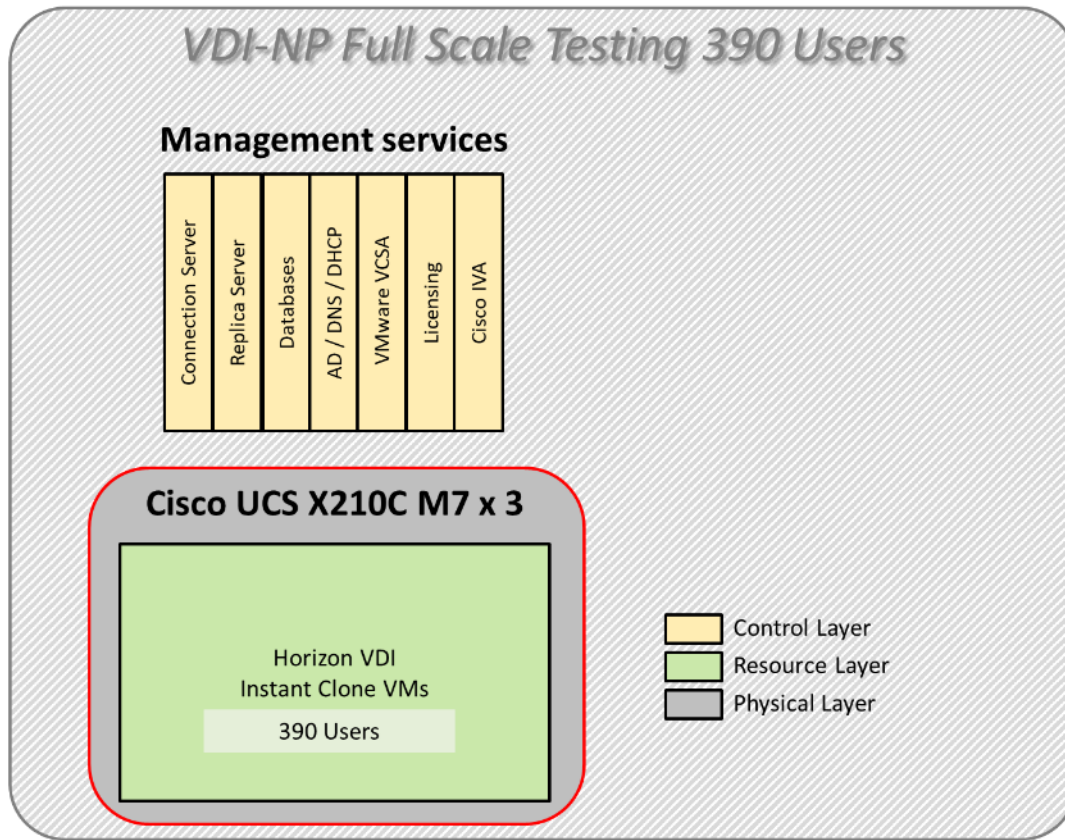 VDI-NP Full Scale Testing 390 Users
Management services
Connection Server
Replica Server
Databases
AD / DNS / DHCP
VMware VCSA
Licensing
Cisco IVA
Cisco UCS X210C M7 x 3
Horizon VDI
Instant Clone VMs
390 Users
Control Layer
Resource Layer
Physical Layer